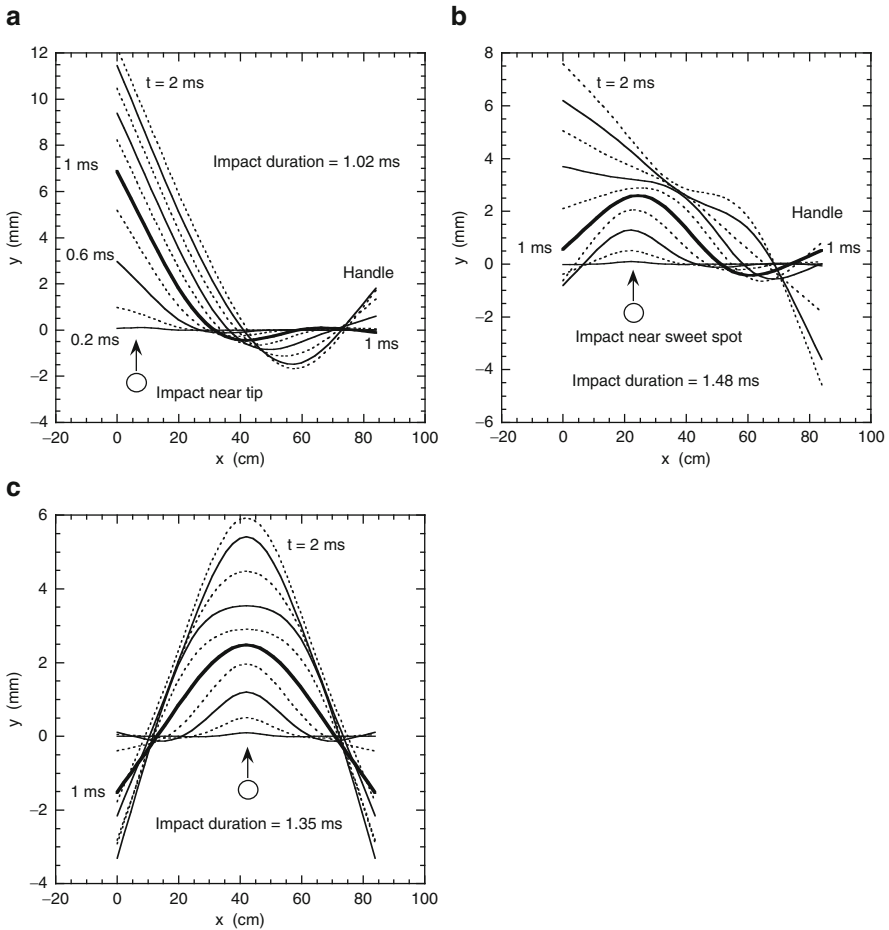 a
12
10
8
6
4
2
0
−2
−4
y (mm)
t = 2 ms
1 ms
Impact duration = 1.02 ms
0.6 ms
Handle
0.2 ms
1 ms
Impact near tip
−20
0
20
40
60
80
100
x (cm)
b
8
6
4
2
0
−2
−4
−6
y (mm)
t = 2 ms
Handle
1 ms
1 ms
Impact near sweet spot
Impact duration = 1.48 ms
−20
0
20
40
60
80
100
x (cm)
c
6
4
2
0
−2
−4
y (mm)
t = 2 ms
1 ms
Impact duration = 1.35 ms
−20
0
20
40
60
80
100
x (cm)